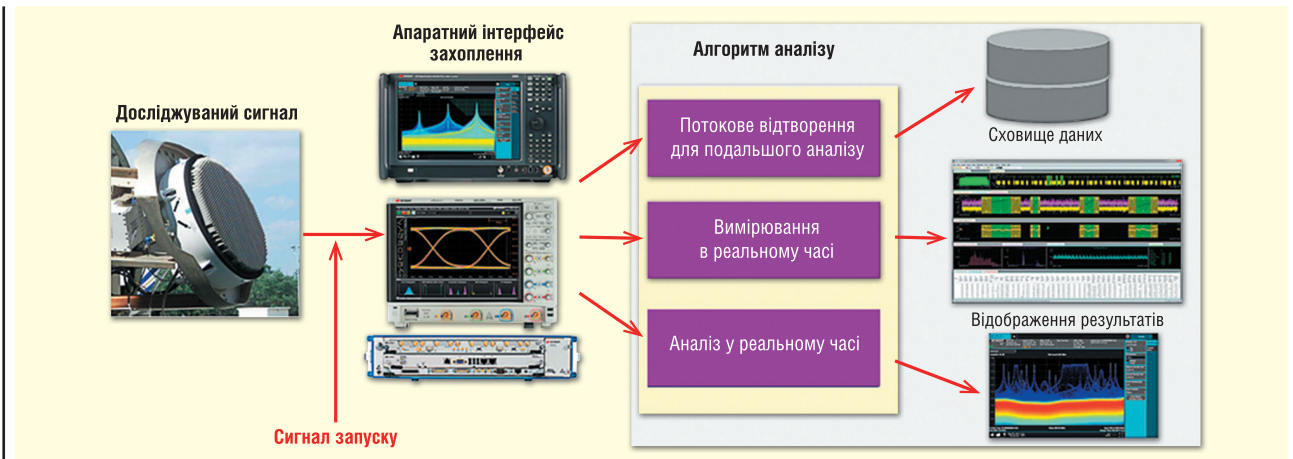 Досліджуваний сигнал
Апаратний інтерфейс
захоплення
Алгоритм аналізу
Потокове відтворення
для подальшого аналізу
Вимірювання
в реальному часі
Аналіз у реальному часі
Сховище даних
Відображення результатів
Сигнал запуску